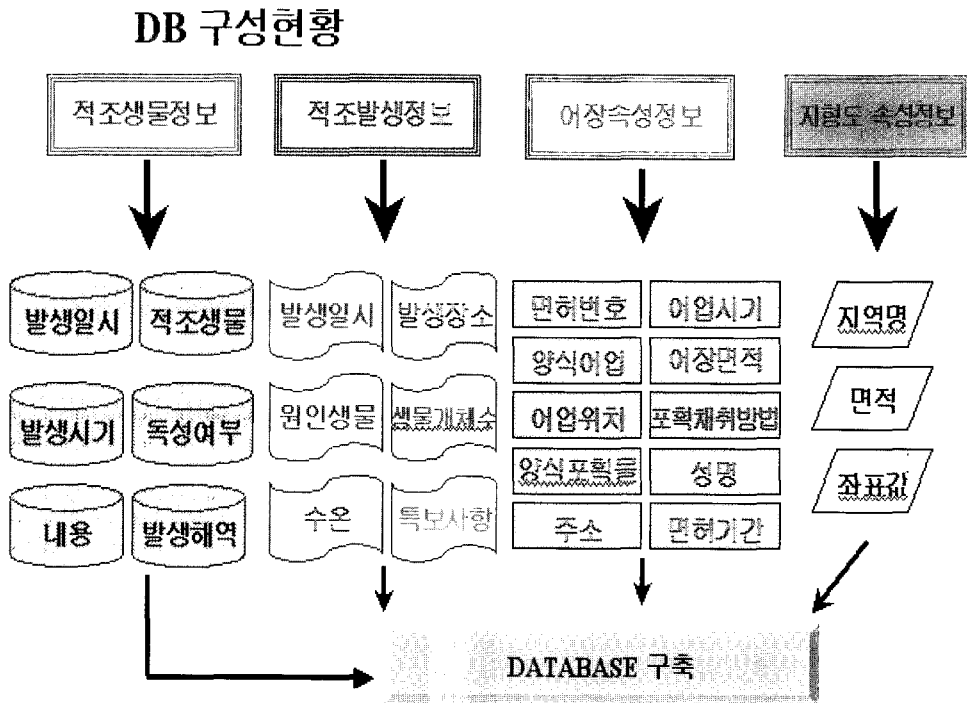 DB 구성현황
적조생물정보 적조발생정보 어장속성정보 지형도 속성정보
발생일시 적조생물 발생일시 발생장소 면허번호 어업시기 지역명
양식어업 어장면적
발생시기 독성여부 원인생물 생물개체수 어업위치 포획채취방법 면적
양식포획물 성명 좌표값
내용 발생해역 수온 특보사항 주소 면허기간
DATABASE 구축